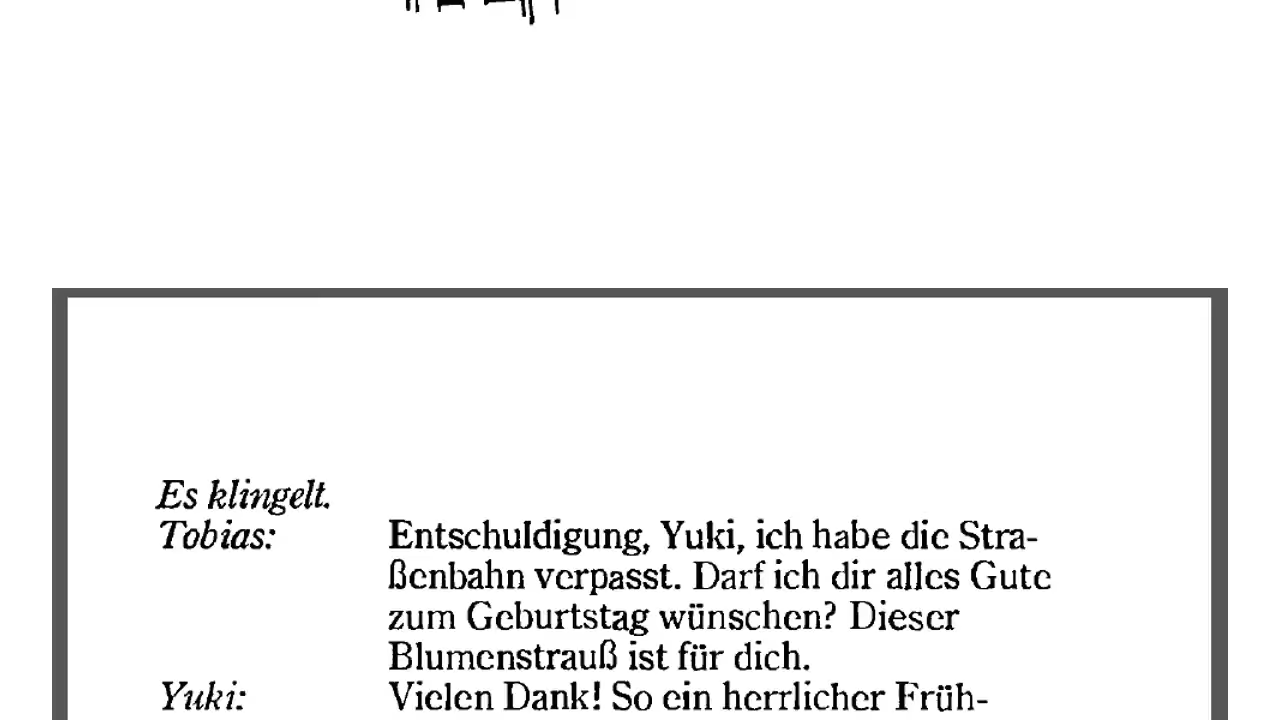 Es klingelt.
Tobias: Entschuldigung, Yuki, ich habe die Stra-
ßenbahn verpasst. Darf ich dir alles Gute
zum Geburtstag wünschen? Dieser
Blumenstrauß ist für dich.
Yuki: Vielen Dank! So ein herrlicher Früh-